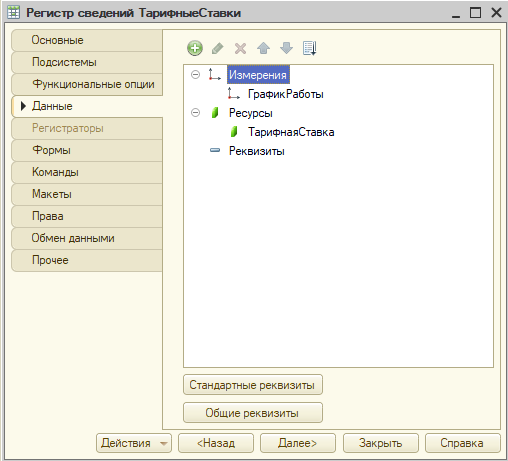 Регистр сведений ТарифныеСтавки
Основные
Подсистемы
Функциональные опции
Данные
Регистраторы
Формы
Команды
Макеты
Права
Обмен данными
Прочее
Измерения
ГрафикРаботы
Ресурсы
ТарифнаяСтавка
Реквизиты
Стандартные реквизиты
Общие реквизиты
Действия
<Назад
Далее>
Закрыть
Справка